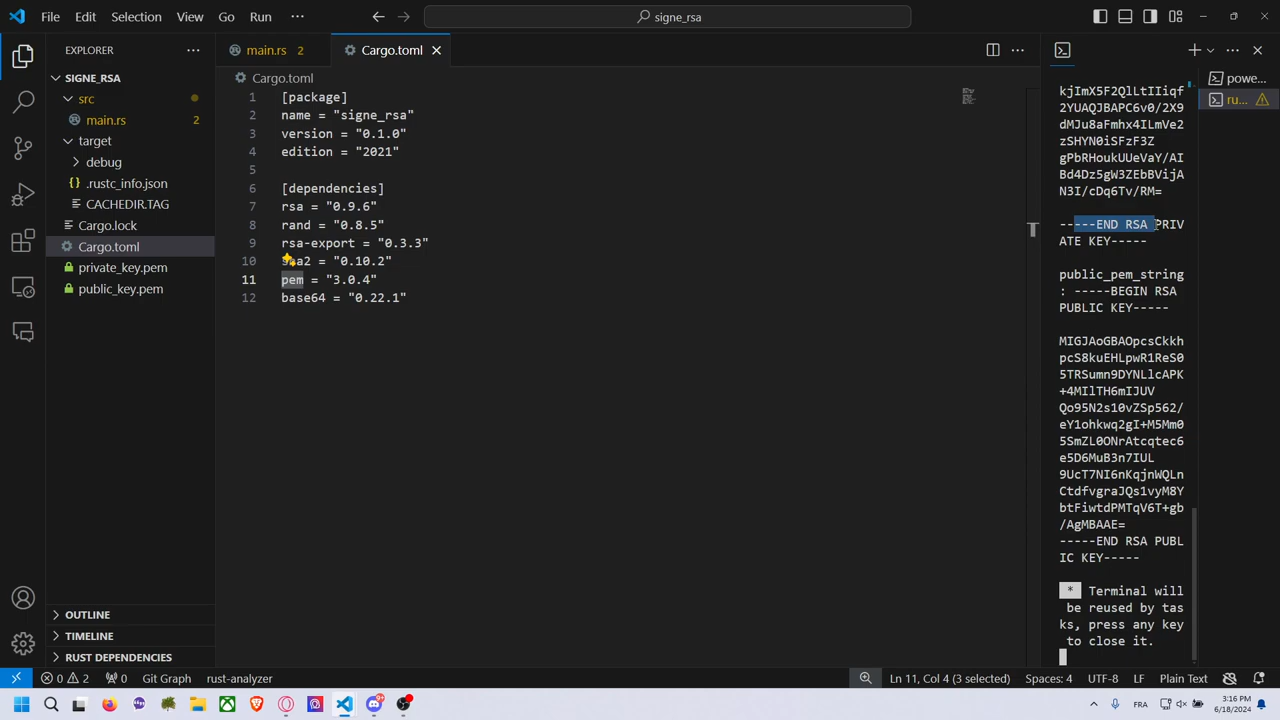 File Edit Selection View Go Run ···
signe_rsa
EXPLORER
SIGNE_RSA
src
main.rs 2
target
debug
.rustc_info.json
CACHEDIR.TAG
Cargo.lock
Cargo.toml
private_key.pem
public_key.pem
OUTLINE
TIMELINE
RUST DEPENDENCIES
main.rs 2
Cargo.toml
Cargo.toml
1 [package]
2 name = "signe_rsa"
3 version = "0.1.0"
4 edition = "2021"
5
6 [dependencies]
7 rsa = "0.9.6"
8 rand = "0.8.5"
9 rsa-export = "0.3.3"
10 sha2 = "0.10.2"
11 pem = "3.0.4"
12 base64 = "0.22.1"
powe...
ru...
kjImX5F2QlLtIIiqf
2YUAQJBAPC6v0/2X9
dMJu8aFmhx4ILmVe2
zSHYN0iSFzF3Z
gPbRHoukUUeVaY/AI
Bd4Dz5gW3ZEbBVijA
N3I/cDq6Tv/RM=
-----END RSA PRIV
ATE KEY-----
public_pem_string
: -----BEGIN RSA
PUBLIC KEY-----
MIGJAoGBAOpcsCkkh
pcS8kuEHLpwR1ReS0
5TRSumn9DYNLlcAPK
+4MIlTH6mIJUV
Qo95N2s10vZSp562/
eY1ohkwq2gI+M5Mm0
5SmZL0ONrAtcqtec6
e5D6MuB3n7IUL
9UcT7NI6nKqjnWQLn
CtdfvgraJQs1vyM8Y
btFiwtdPMTqV6T+gb
/AgMBAAE=
-----END RSA PUBL
IC KEY-----
* Terminal will
be reused by tas
ks, press any key
to close it.
0 2 0 Git Graph rust-analyzer Ln 11, Col 4 (3 selected) Spaces: 4 UTF-8 LF Plain Text
FRA 3:16 PM
6/18/2024